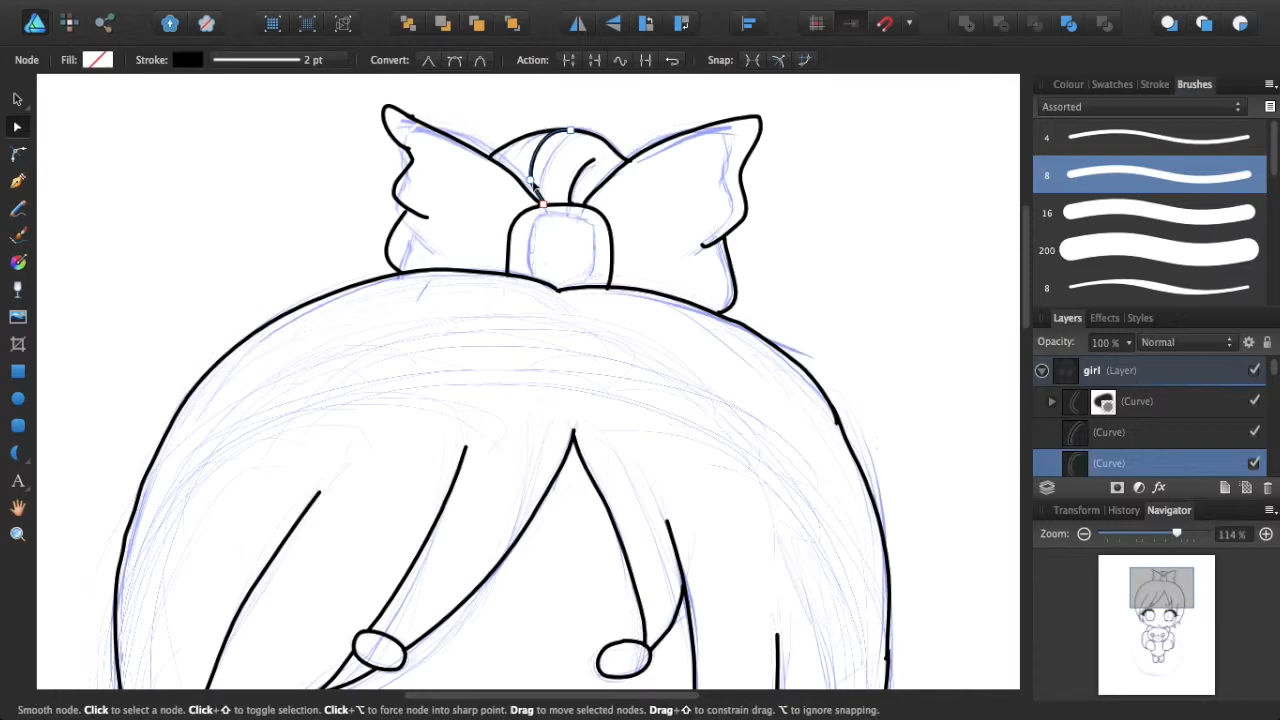 Node Fill: Stroke: 2 pt Convert: Action: Snap:
Colour Swatches Stroke Brushes
Assorted
4
8
16
200
8
Layers Effects Styles
Opacity: 100 % Normal
girl (Layer)
(Curve)
(Curve)
(Curve)
fx
A
Transform History Navigator
Zoom: 114 %
Smooth node. Click to select a node. Click+⇧ to toggle selection. Click+⌥ to force node into sharp point. Drag to move selected nodes. Drag+⇧ to constrain drag. ⌥ to ignore snapping.